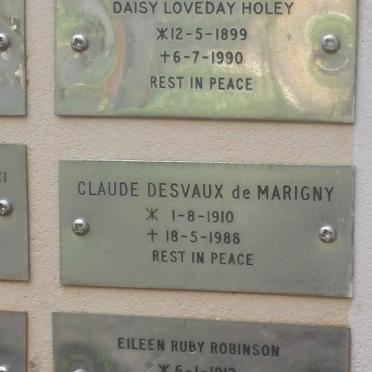 DAISY LOVEDAY HOLEY
⚹12-5-1899
✝6-7-1990
REST IN PEACE
CLAUDE DESVAUX de MARIGNY
⚹ 1-8-1910
✝ 18-5-1988
REST IN PEACE
EILEEN RUBY ROBINSON